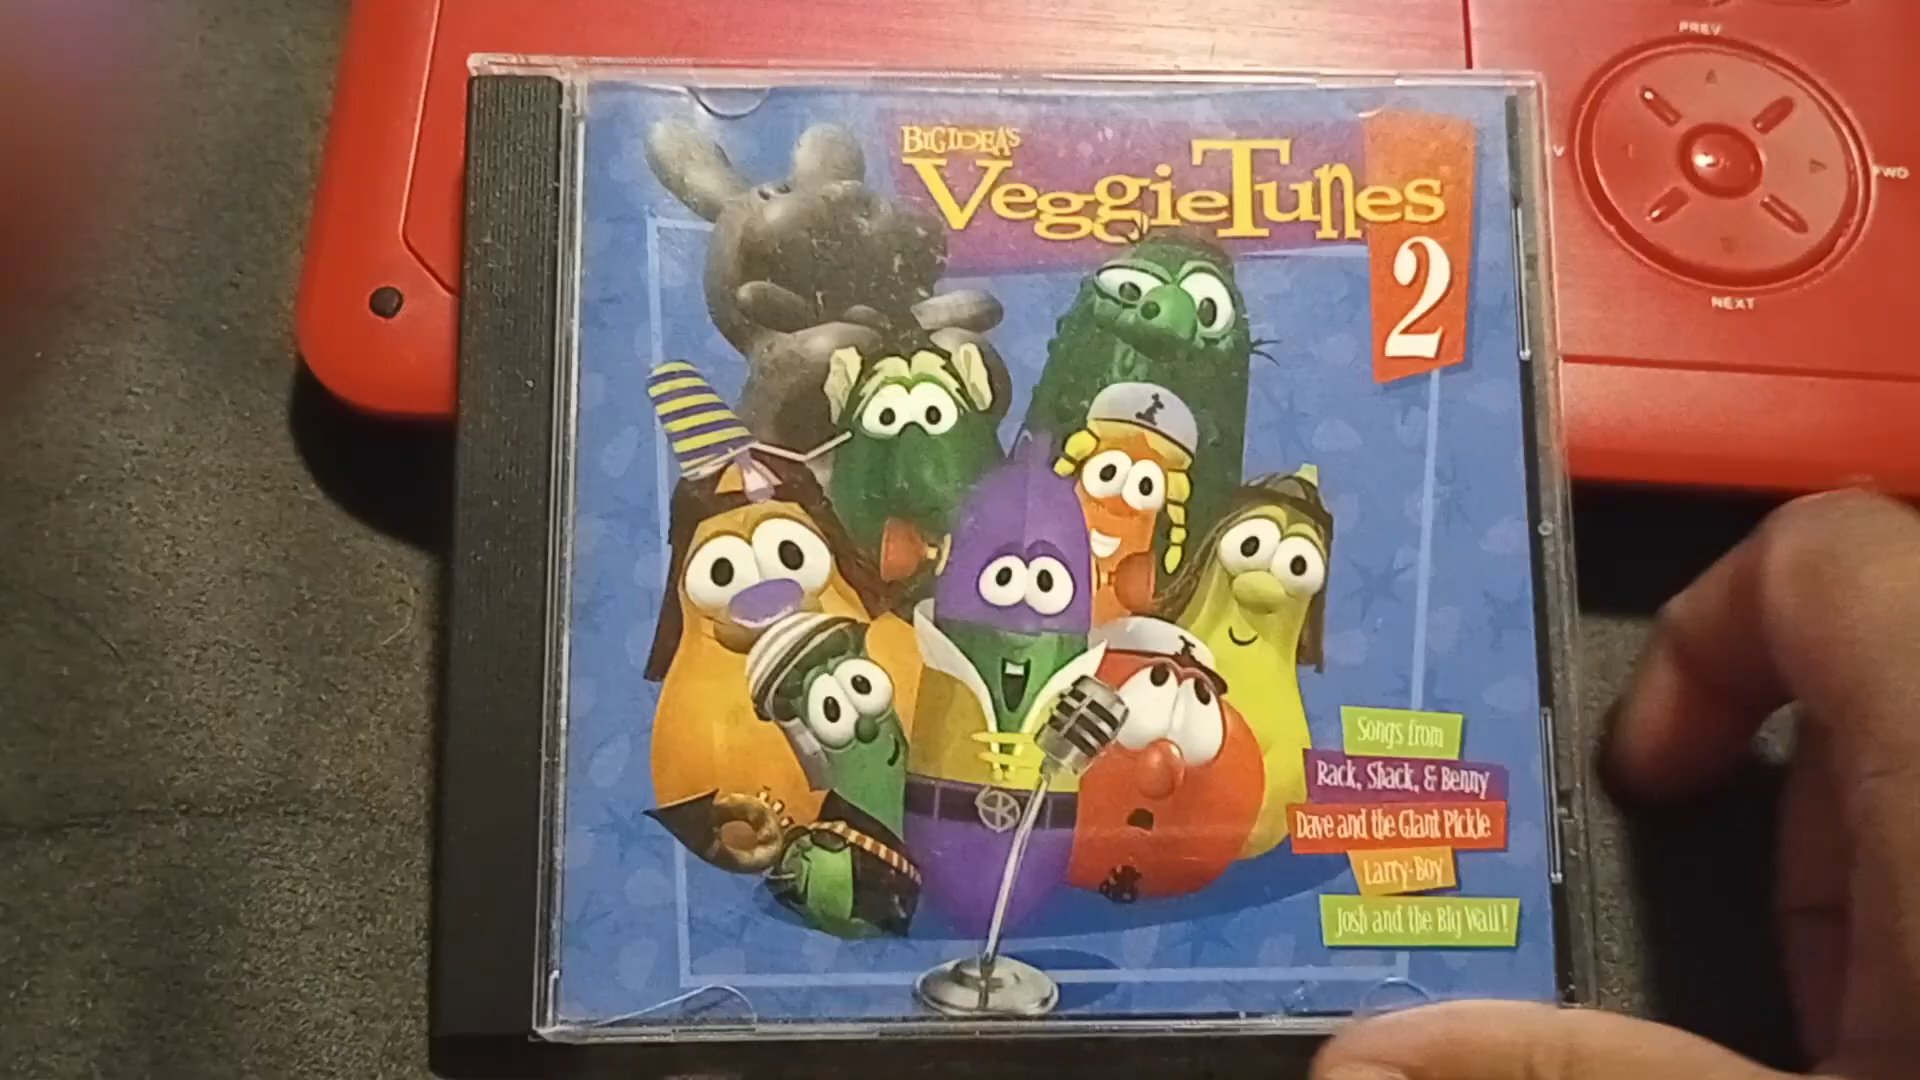 PREV
BIG IDEA'S
VeggieTunes
2
FWD
NEXT
Songs from
Rack, Shack, & Benny
Dave and the Giant Pickle
Larry-Boy
Josh and the Big Wall!